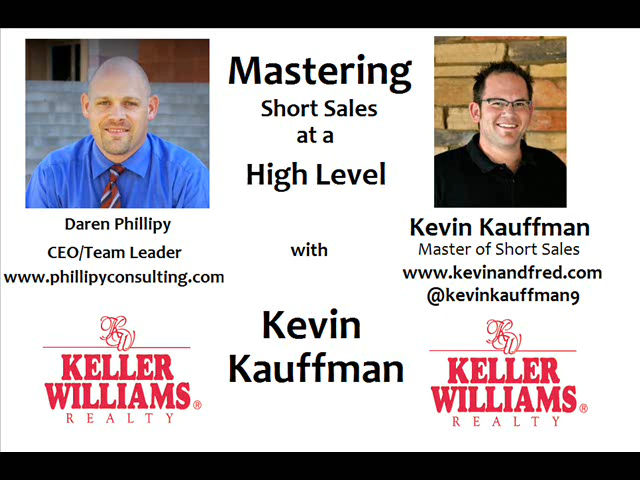 Mastering
Short Sales
at a
High Level
with
Kevin
Kauffman
Daren Phillipy
CEO/Team Leader
www.phillipyconsulting.com
KW
KELLER
WILLIAMS®
REALTY
Kevin Kauffman
Master of Short Sales
www.kevinandfred.com
@kevinkauffman9
KW
KELLER
WILLIAMS®
REALTY